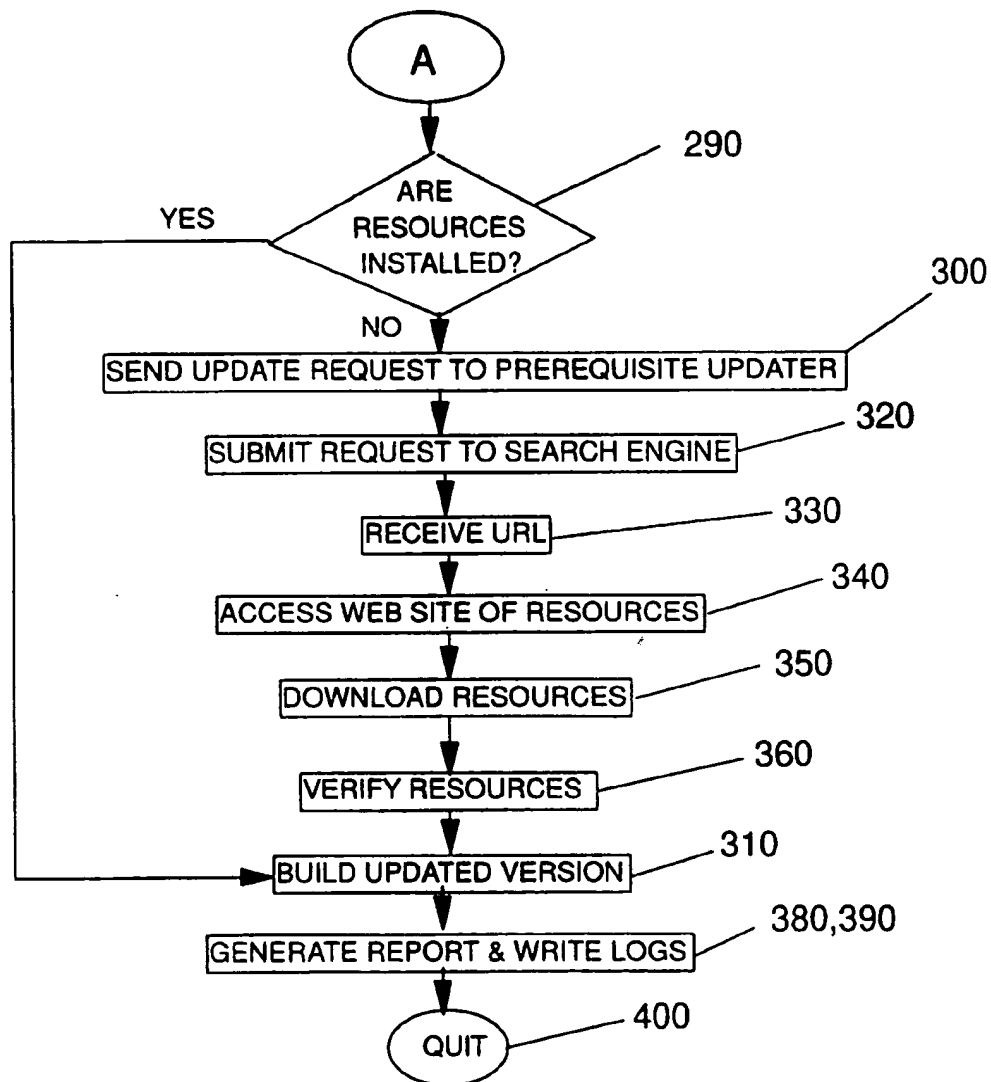 A
290
ARE
RESOURCES
INSTALLED?
YES
NO
300
SEND UPDATE REQUEST TO PREREQUISITE UPDATER
320
SUBMIT REQUEST TO SEARCH ENGINE
330
RECEIVE URL
340
ACCESS WEB SITE OF RESOURCES
350
DOWNLOAD RESOURCES
360
VERIFY RESOURCES
310
BUILD UPDATED VERSION
380,390
GENERATE REPORT & WRITE LOGS
400
QUIT